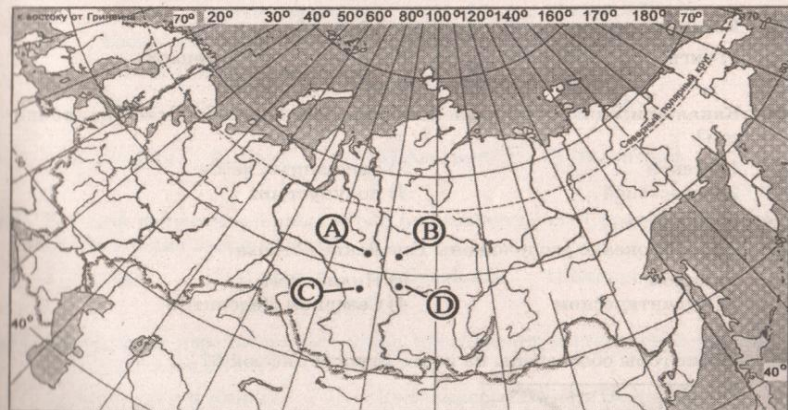 к востоку от Гринвича 70° 20° 30° 40° 50° 60° 80° 100° 120° 140° 160° 170° 180° 70°
Северный полярный круг
А
В
С
D
40°
40°